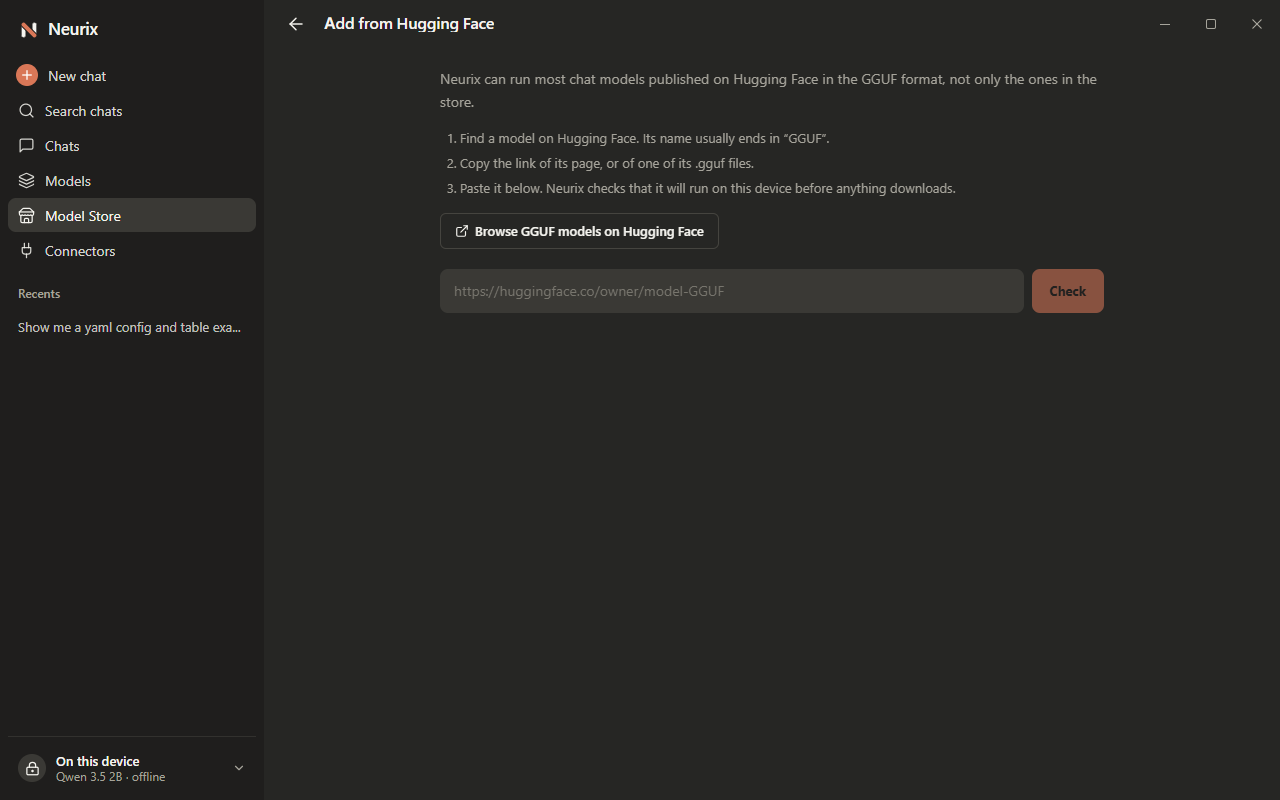 Neurix
New chat
Search chats
Chats
Models
Model Store
Connectors
Recents
Show me a yaml config and table exa...
On this device
Qwen 3.5 2B · offline
Add from Hugging Face
Neurix can run most chat models published on Hugging Face in the GGUF format, not only the ones in the
store.
1. Find a model on Hugging Face. Its name usually ends in “GGUF”.
2. Copy the link of its page, or of one of its .gguf files.
3. Paste it below. Neurix checks that it will run on this device before anything downloads.
Browse GGUF models on Hugging Face
https://huggingface.co/owner/model-GGUF
Check